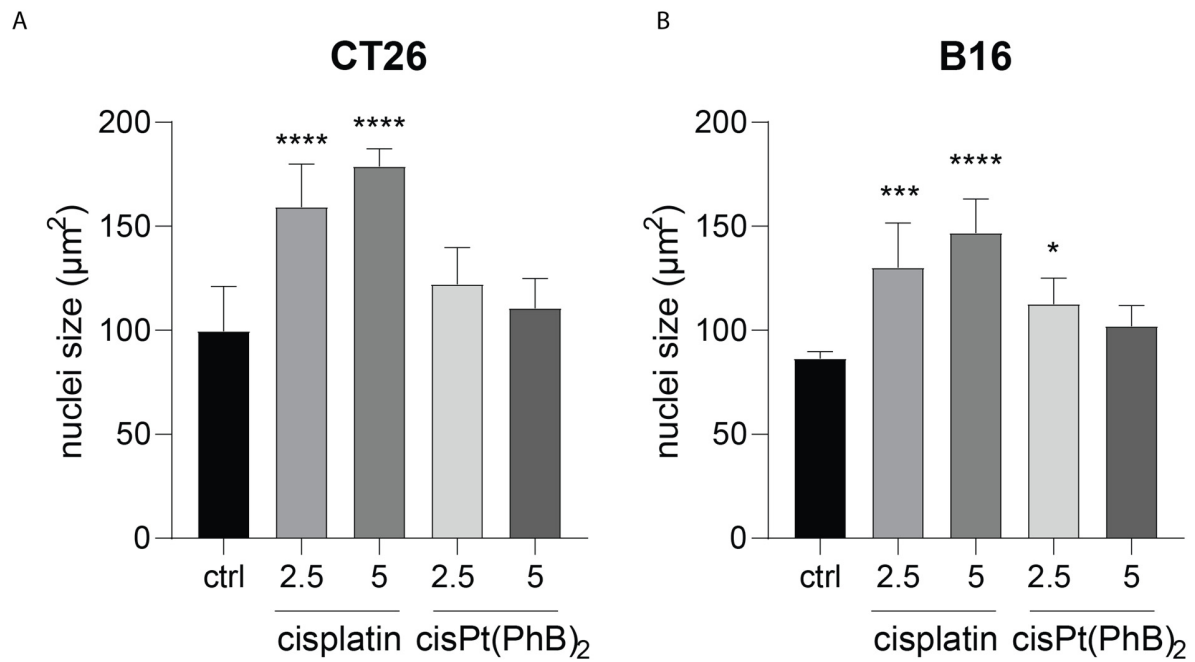 A
CT26
nuclei size (μm²)
200
150
100
50
0
****
****
ctrl
2.5
5
2.5
5
cisplatin
cisPt(PhB)₂
B
B16
nuclei size (μm²)
200
150
100
50
0
***
****
*
ctrl
2.5
5
2.5
5
cisplatin
cisPt(PhB)₂